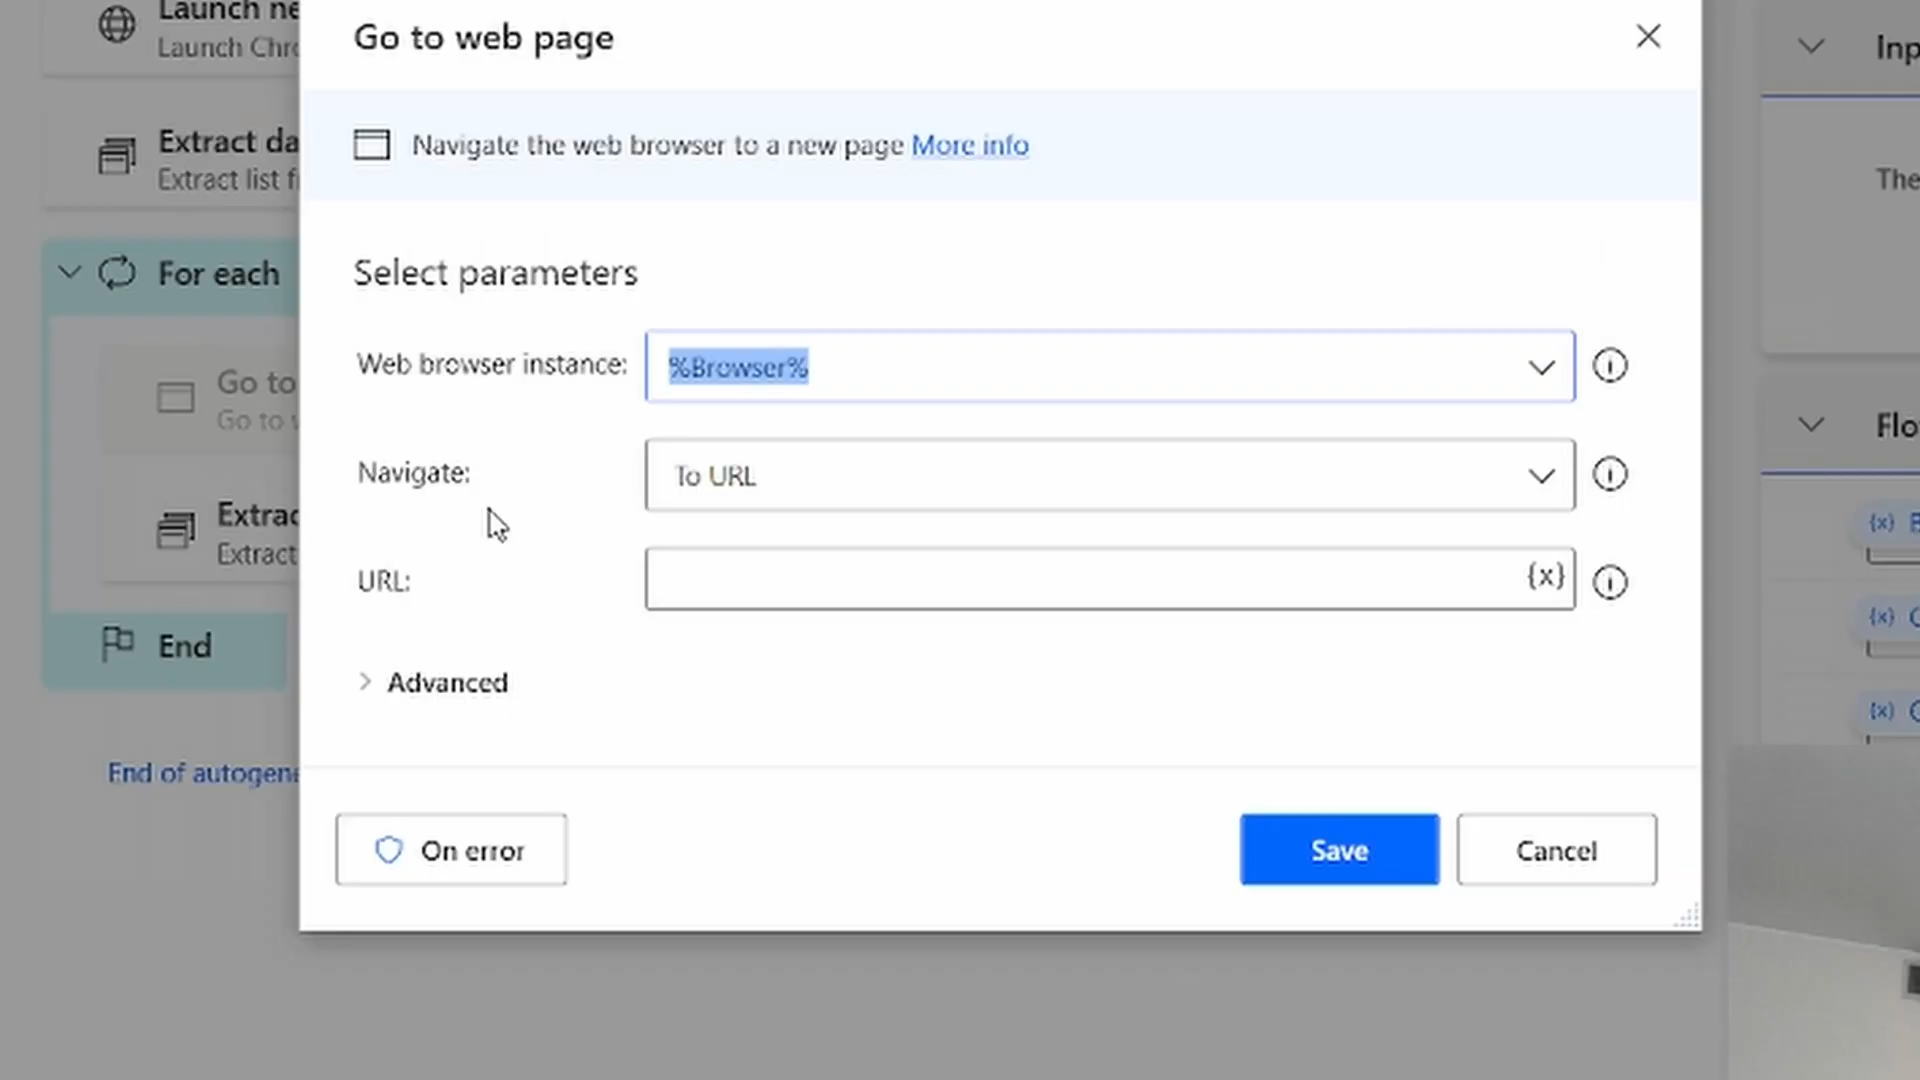 Launch ne
Launch Chr
Extract da
Extract list f
For each
Go to
Go to w
Extrac
Extract
End
End of autogene
Go to web page
Navigate the web browser to a new page More info
Select parameters
Web browser instance: %Browser%
Navigate: To URL
URL: {x}
Advanced
On error
Save
Cancel
Inp
The
Flo
{x}
{x}
{x}